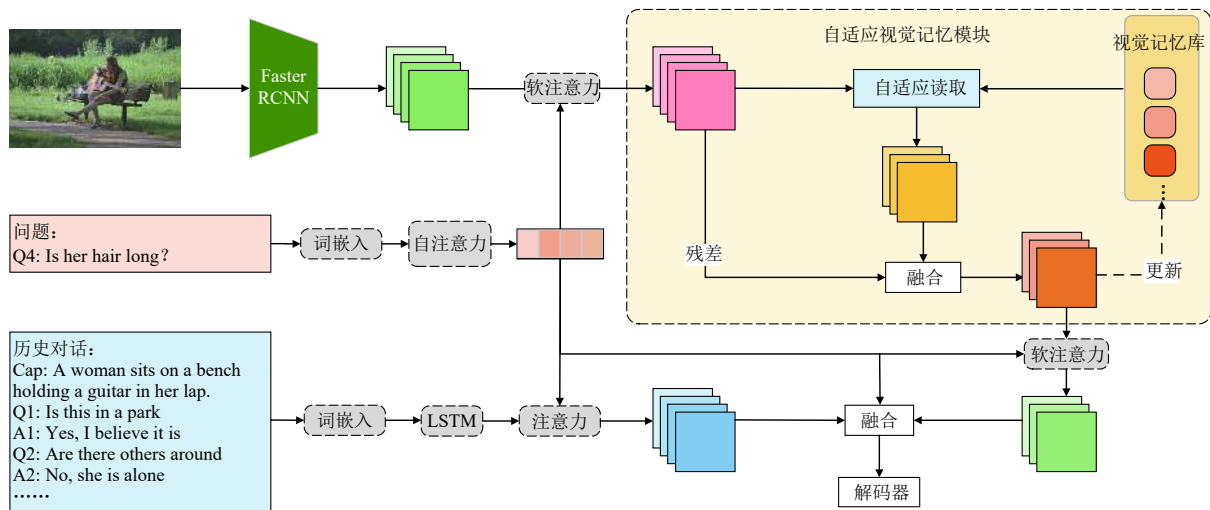 Faster
RCNN
软注意力
自适应视觉记忆模块
视觉记忆库
自适应读取
残差
融合
更新
问题：
Q4: Is her hair long?
词嵌入
自注意力
历史对话：
Cap: A woman sits on a bench
holding a guitar in her lap.
Q1: Is this in a park
A1: Yes, I believe it is
Q2: Are there others around
A2: No, she is alone
……
词嵌入
LSTM
注意力
融合
软注意力
解码器